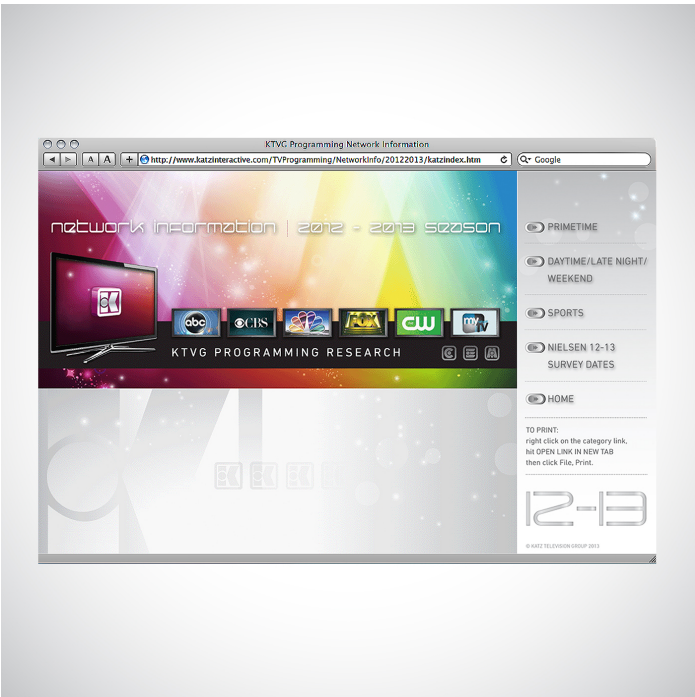 KTVG Programming:Network Information
A A + http://www.katzinteractive.com/TVProgramming/NetworkInfo/20122013/katzindex.htm Google
network information | 2012 - 2013 season
abc CBS NBC FOX CW my TV
KTVG PROGRAMMING RESEARCH
PRIMETIME
DAYTIME/LATE NIGHT/
WEEKEND
SPORTS
NIELSEN 12-13
SURVEY DATES
HOME
TO PRINT:
right click on the category link,
hit OPEN LINK IN NEW TAB
then click File, Print.
12-13
© KATZ TELEVISION GROUP 2013